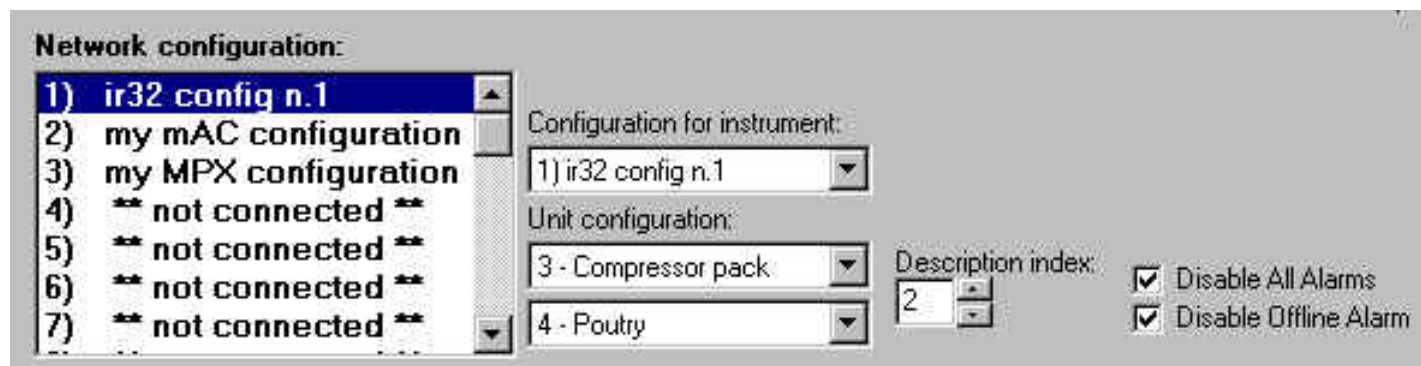 Network configuration:
1) ir32 config n.1
2) my mAC configuration
3) my MPX configuration
4) ** not connected **
5) ** not connected **
6) ** not connected **
7) ** not connected **
Configuration for instrument:
1) ir32 config n.1
Unit configuration:
3 - Compressor pack
4 - Poutry
Description index:
2
Disable All Alarms
Disable Offline Alarm